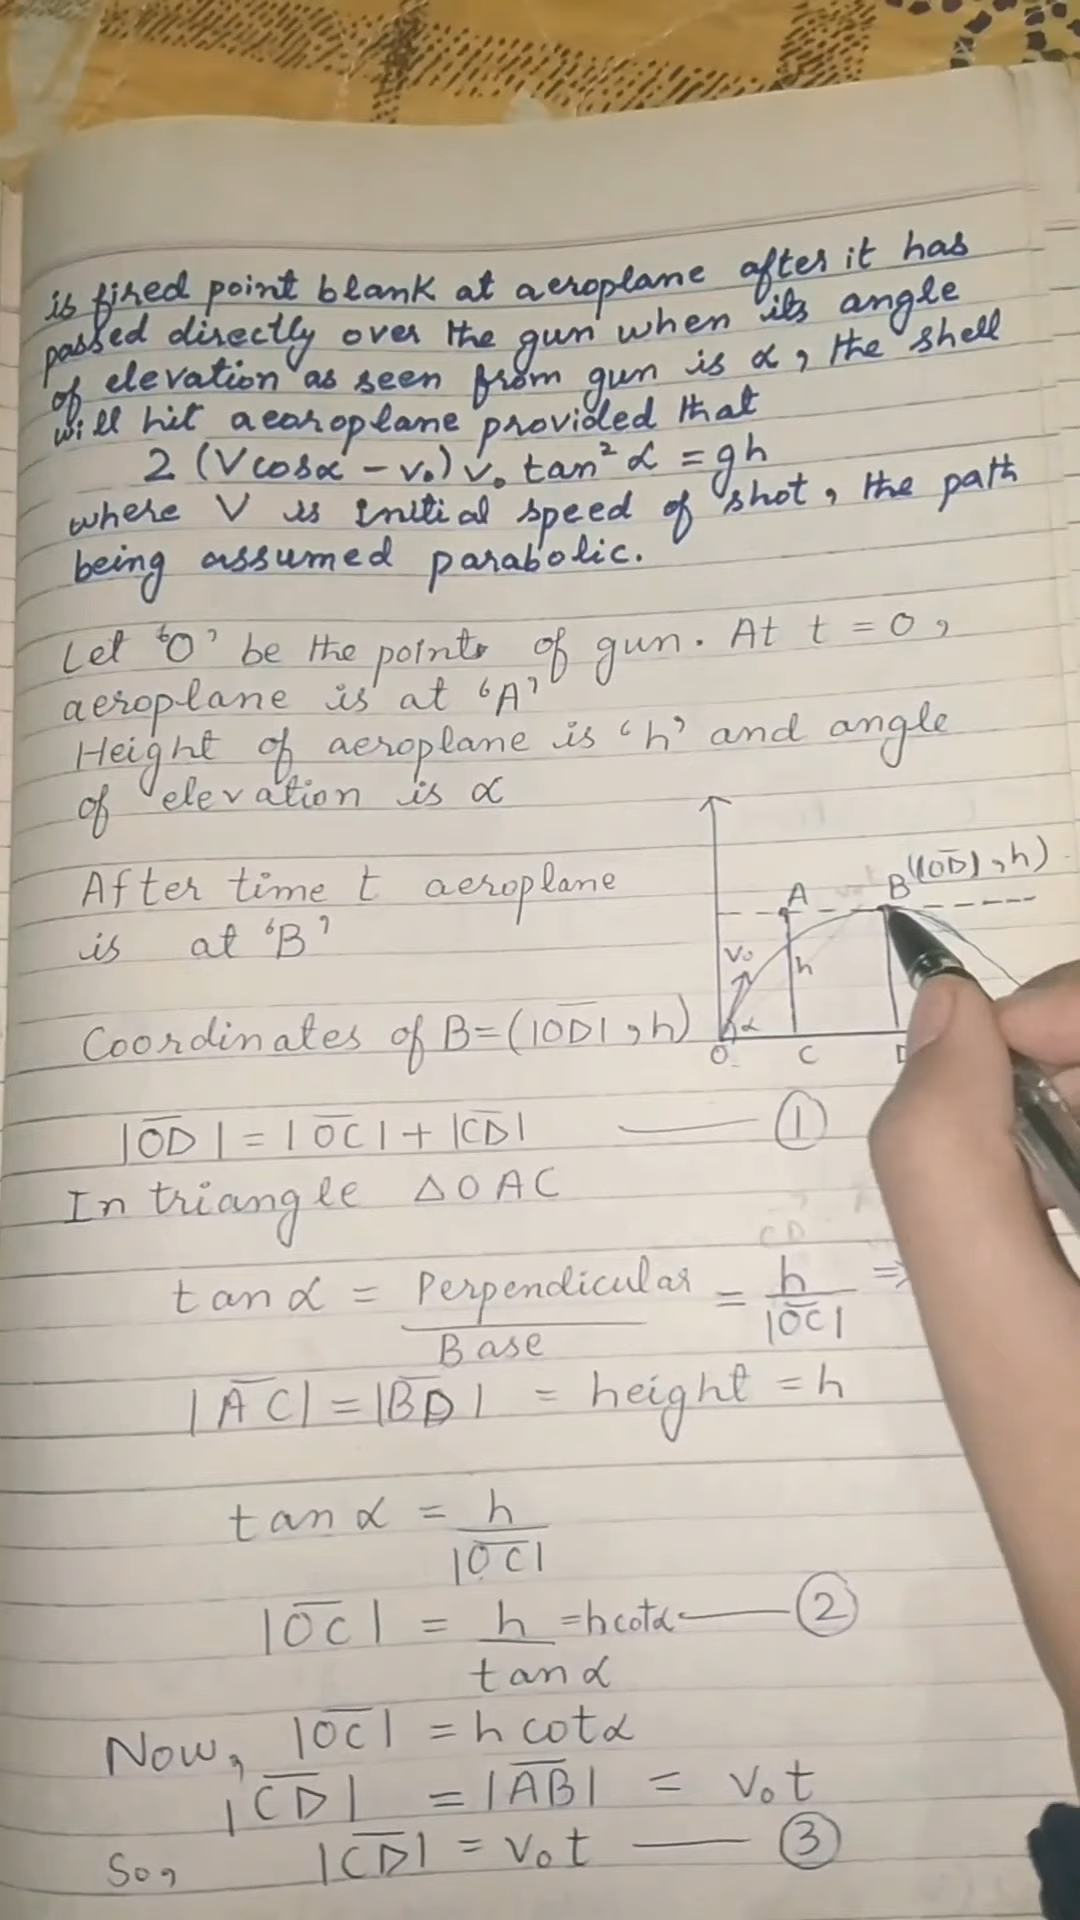 is fired point blank at aeroplane after it has
passed directly over the gun when its angle
of elevation as seen from gun is α, the shell
will hit aearoplane provided that
2 (Vcosα - v₀) v₀ tan² α = gh
where V is initial speed of shot, the path
being assumed parabolic.
Let 'O' be the points of gun. At t = 0,
aeroplane is at 'A'
Height of aeroplane is 'h' and angle
of elevation is α
After time t aeroplane
is at 'B'
A
B (|OD|, h)
v₀
h
α
O
C
D
Coordinates of B = (|OD|, h)
|OD| = |OC| + |CD| —— ①
In triangle △OAC
tan α = Perpendicular / Base = h / |OC| ⇒
|AC| = |BD| = height = h
tan α = h / |OC|
|OC| = h / tan α = h cot α —— ②
Now, |OC| = h cot α
|CD| = |AB| = v₀t
So, |CD| = v₀t —— ③